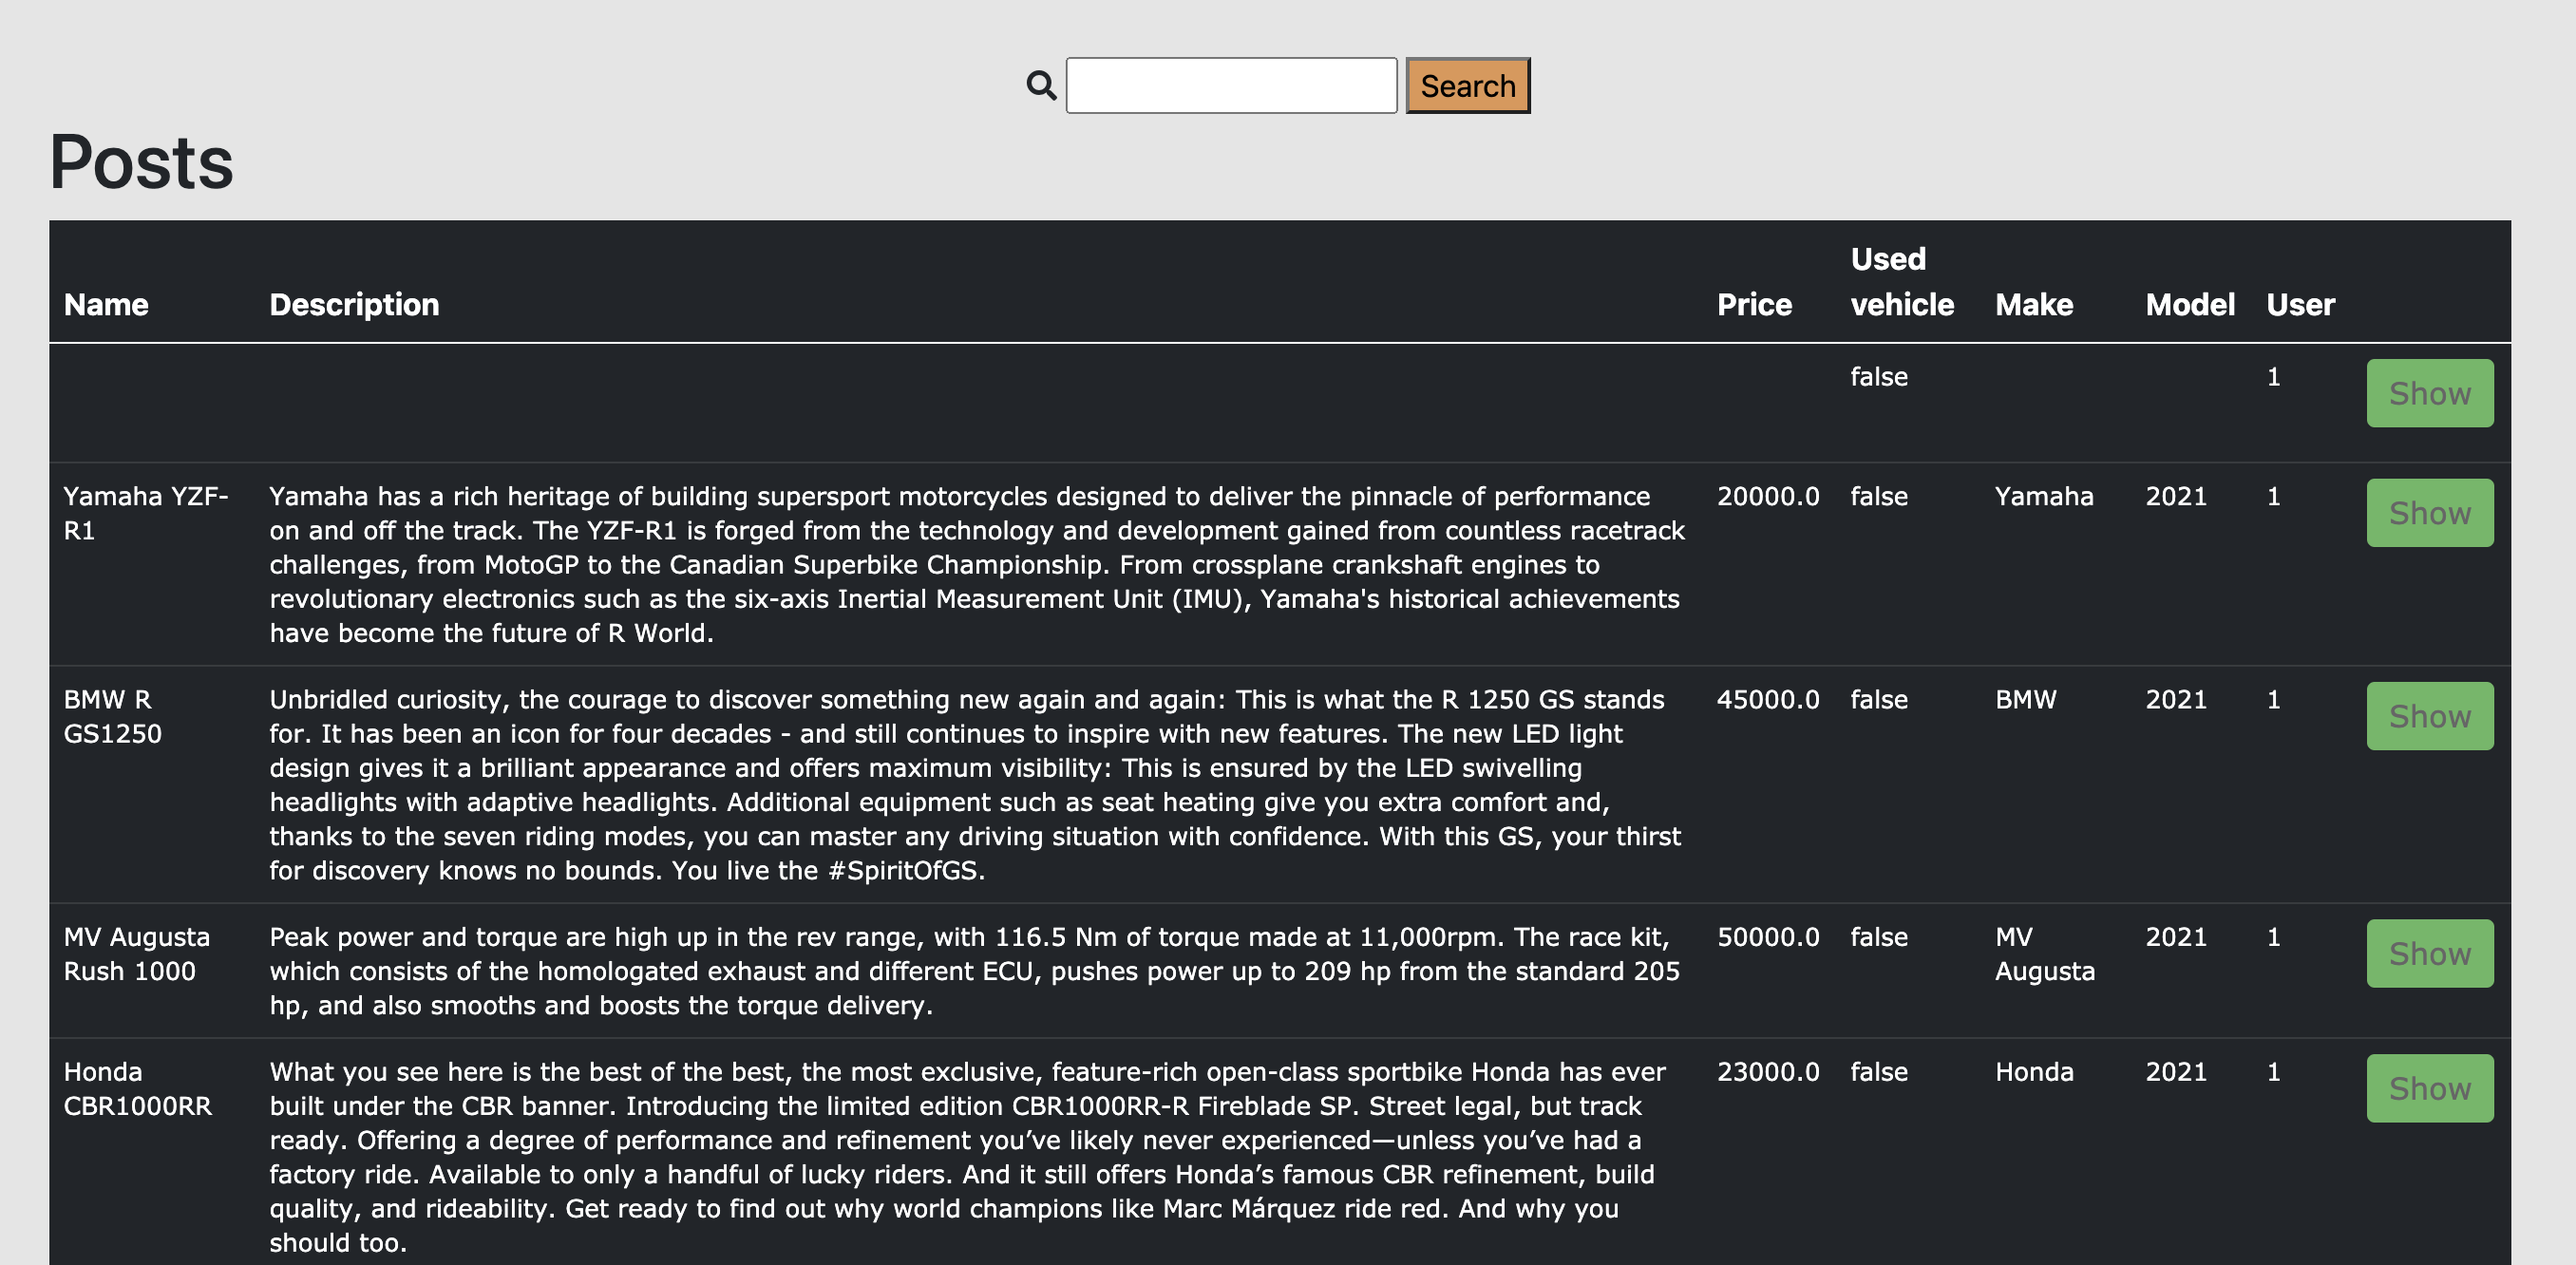 Search
Posts
Name Description Price Used vehicle Make Model User
false 1 Show
Yamaha YZF- Yamaha has a rich heritage of building supersport motorcycles designed to deliver the pinnacle of performance 20000.0 false Yamaha 2021 1 Show
R1 on and off the track. The YZF-R1 is forged from the technology and development gained from countless racetrack
challenges, from MotoGP to the Canadian Superbike Championship. From crossplane crankshaft engines to
revolutionary electronics such as the six-axis Inertial Measurement Unit (IMU), Yamaha's historical achievements
have become the future of R World.
BMW R Unbridled curiosity, the courage to discover something new again and again: This is what the R 1250 GS stands 45000.0 false BMW 2021 1 Show
GS1250 for. It has been an icon for four decades - and still continues to inspire with new features. The new LED light
design gives it a brilliant appearance and offers maximum visibility: This is ensured by the LED swivelling
headlights with adaptive headlights. Additional equipment such as seat heating give you extra comfort and,
thanks to the seven riding modes, you can master any driving situation with confidence. With this GS, your thirst
for discovery knows no bounds. You live the #SpiritOfGS.
MV Augusta Peak power and torque are high up in the rev range, with 116.5 Nm of torque made at 11,000rpm. The race kit, 50000.0 false MV 2021 1 Show
Rush 1000 which consists of the homologated exhaust and different ECU, pushes power up to 209 hp from the standard 205 Augusta
hp, and also smooths and boosts the torque delivery.
Honda What you see here is the best of the best, the most exclusive, feature-rich open-class sportbike Honda has ever 23000.0 false Honda 2021 1 Show
CBR1000RR built under the CBR banner. Introducing the limited edition CBR1000RR-R Fireblade SP. Street legal, but track
ready. Offering a degree of performance and refinement you’ve likely never experienced—unless you’ve had a
factory ride. Available to only a handful of lucky riders. And it still offers Honda’s famous CBR refinement, build
quality, and rideability. Get ready to find out why world champions like Marc Márquez ride red. And why you
should too.